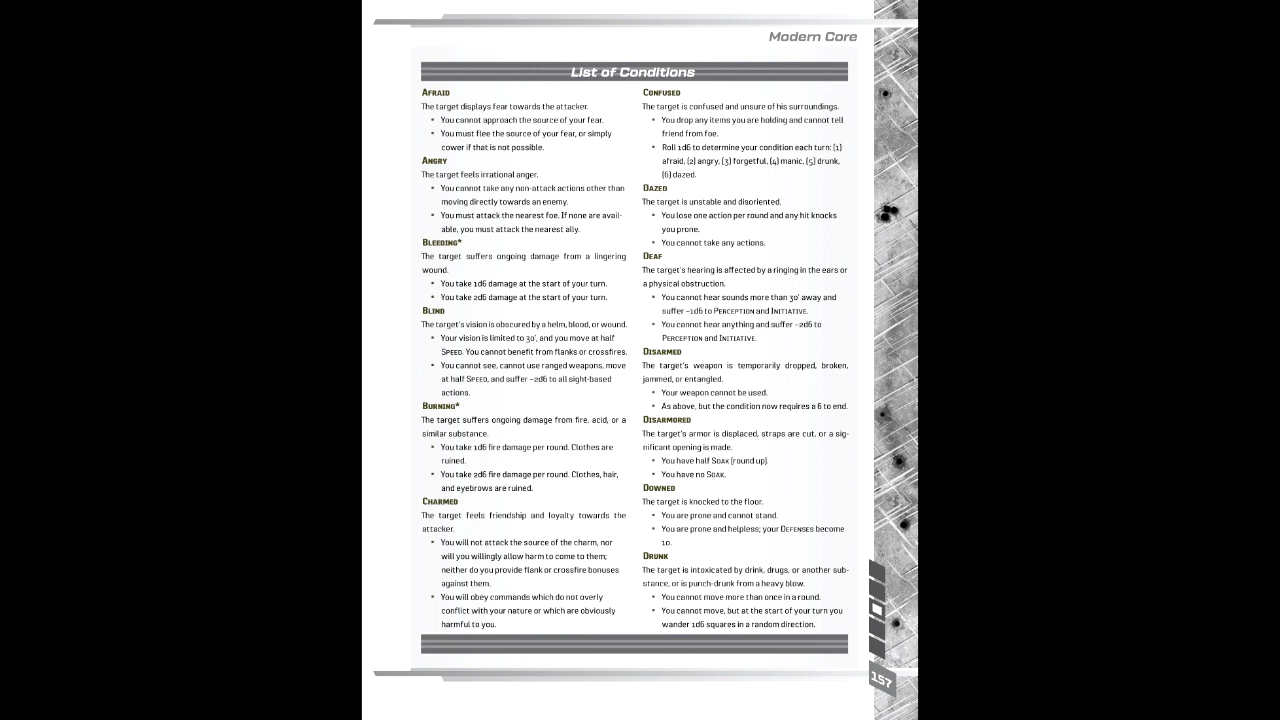 Modern Core
List of Conditions
Afraid
The target displays fear towards the attacker.
• You cannot approach the source of your fear.
• You must flee the source of your fear, or simply
cower if that is not possible.
Angry
The target feels irrational anger.
• You cannot take any non-attack actions other than
moving directly towards an enemy.
• You must attack the nearest foe. If none are avail-
able, you must attack the nearest ally.
Bleeding*
The target suffers ongoing damage from a lingering
wound.
• You take 1d6 damage at the start of your turn.
• You take 2d6 damage at the start of your turn.
Blind
The target's vision is obscured by a helm, blood, or wound.
• Your vision is limited to 30', and you move at half
Speed. You cannot benefit from flanks or crossfires.
• You cannot see, cannot use ranged weapons, move
at half Speed, and suffer –2d6 to all sight-based
actions.
Burning*
The target suffers ongoing damage from fire, acid, or a
similar substance.
• You take 1d6 fire damage per round. Clothes are
ruined.
• You take 2d6 fire damage per round. Clothes, hair,
and eyebrows are ruined.
Charmed
The target feels friendship and loyalty towards the
attacker.
• You will not attack the source of the charm, nor
will you willingly allow harm to come to them;
neither do you provide flank or crossfire bonuses
against them.
• You will obey commands which do not overly
conflict with your nature or which are obviously
harmful to you.
Confused
The target is confused and unsure of his surroundings.
• You drop any items you are holding and cannot tell
friend from foe.
• Roll 1d6 to determine your condition each turn: (1)
afraid, (2) angry, (3) forgetful, (4) manic, (5) drunk,
(6) dazed.
Dazed
The target is unstable and disoriented.
• You lose one action per round and any hit knocks
you prone.
• You cannot take any actions.
Deaf
The target's hearing is affected by a ringing in the ears or
a physical obstruction.
• You cannot hear sounds more than 30' away and
suffer –1d6 to Perception and Initiative.
• You cannot hear anything and suffer –2d6 to
Perception and Initiative.
Disarmed
The target's weapon is temporarily dropped, broken,
jammed, or entangled.
• Your weapon cannot be used.
• As above, but the condition now requires a 6 to end.
Disarmored
The target's armor is displaced, straps are cut, or a sig-
nificant opening is made.
• You have half Soak (round up).
• You have no Soak.
Downed
The target is knocked to the floor.
• You are prone and cannot stand.
• You are prone and helpless; your Defenses become
10.
Drunk
The target is intoxicated by drink, drugs, or another sub-
stance, or is punch-drunk from a heavy blow.
• You cannot move more than once in a round.
• You cannot move, but at the start of your turn you
wander 1d6 squares in a random direction.
157